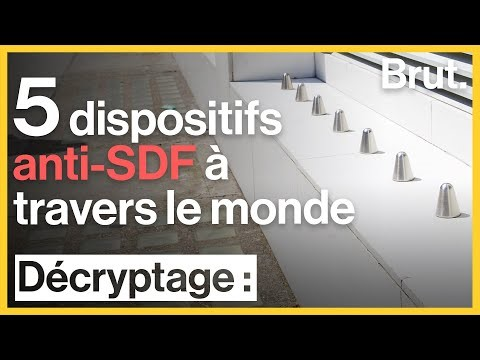 Brut.
5 dispositifs
anti-SDF à
travers le monde
Décryptage :